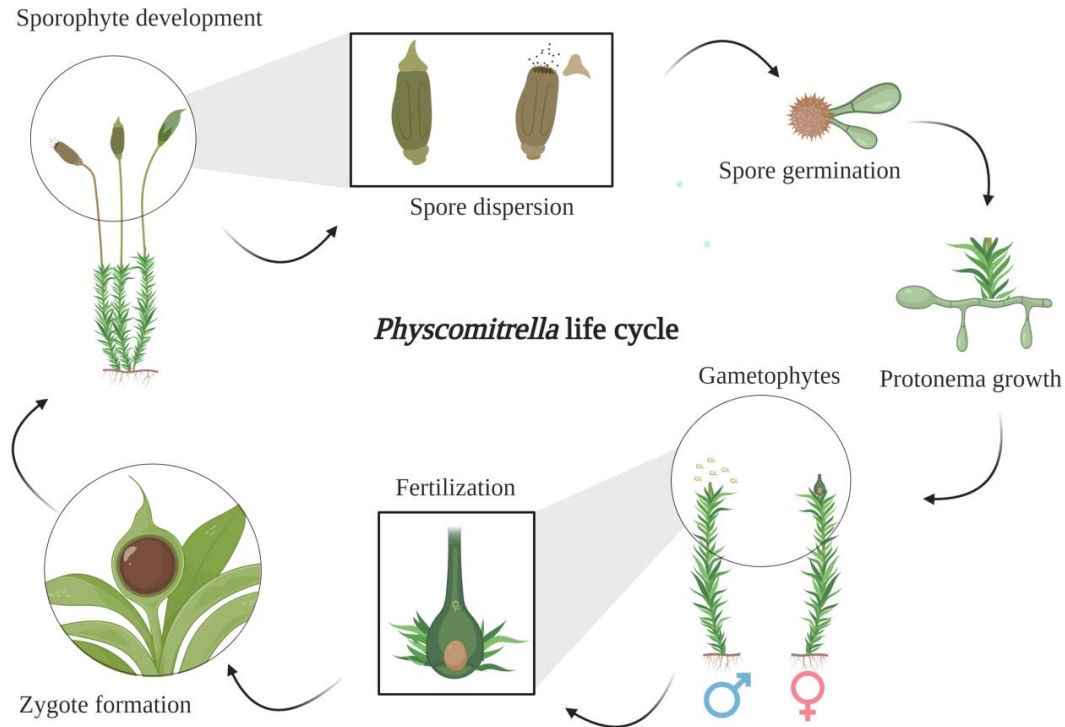 Sporophyte development
Spore dispersion
Spore germination
Physcomitrella life cycle
Gametophytes
Protonema growth
Fertilization
Zygote formation